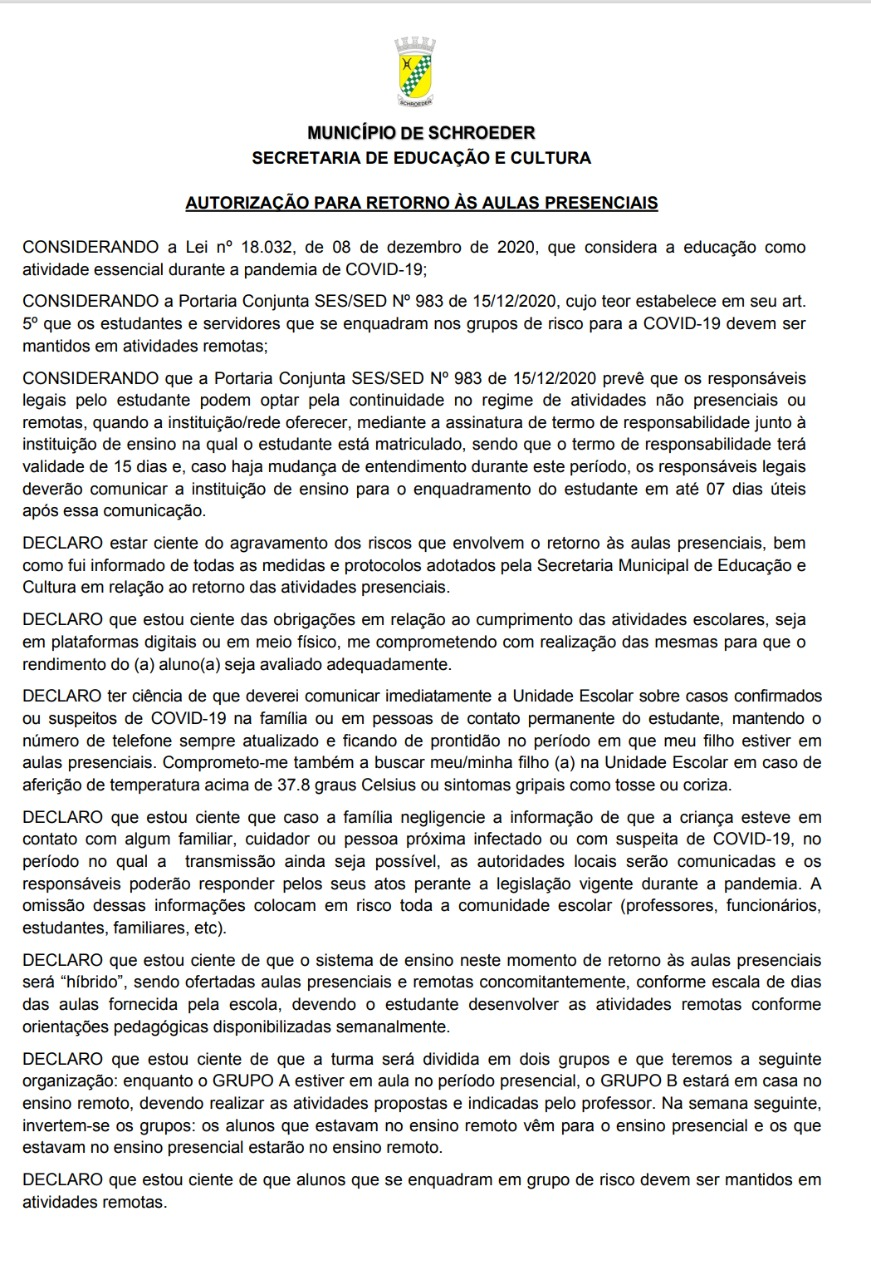 SCHROEDER
MUNICÍPIO DE SCHROEDER
SECRETARIA DE EDUCAÇÃO E CULTURA
AUTORIZAÇÃO PARA RETORNO ÀS AULAS PRESENCIAIS
CONSIDERANDO a Lei nº 18.032, de 08 de dezembro de 2020, que considera a educação como
atividade essencial durante a pandemia de COVID-19;
CONSIDERANDO a Portaria Conjunta SES/SED Nº 983 de 15/12/2020, cujo teor estabelece em seu art.
5º que os estudantes e servidores que se enquadram nos grupos de risco para a COVID-19 devem ser
mantidos em atividades remotas;
CONSIDERANDO que a Portaria Conjunta SES/SED Nº 983 de 15/12/2020 prevê que os responsáveis
legais pelo estudante podem optar pela continuidade no regime de atividades não presenciais ou
remotas, quando a instituição/rede oferecer, mediante a assinatura de termo de responsabilidade junto à
instituição de ensino na qual o estudante está matriculado, sendo que o termo de responsabilidade terá
validade de 15 dias e, caso haja mudança de entendimento durante este período, os responsáveis legais
deverão comunicar a instituição de ensino para o enquadramento do estudante em até 07 dias úteis
após essa comunicação.
DECLARO estar ciente do agravamento dos riscos que envolvem o retorno às aulas presenciais, bem
como fui informado de todas as medidas e protocolos adotados pela Secretaria Municipal de Educação e
Cultura em relação ao retorno das atividades presenciais.
DECLARO que estou ciente das obrigações em relação ao cumprimento das atividades escolares, seja
em plataformas digitais ou em meio físico, me comprometendo com realização das mesmas para que o
rendimento do (a) aluno(a) seja avaliado adequadamente.
DECLARO ter ciência de que deverei comunicar imediatamente a Unidade Escolar sobre casos confirmados
ou suspeitos de COVID-19 na família ou em pessoas de contato permanente do estudante, mantendo o
número de telefone sempre atualizado e ficando de prontidão no período em que meu filho estiver em
aulas presenciais. Comprometo-me também a buscar meu/minha filho (a) na Unidade Escolar em caso de
aferição de temperatura acima de 37.8 graus Celsius ou sintomas gripais como tosse ou coriza.
DECLARO que estou ciente que caso a família negligencie a informação de que a criança esteve em
contato com algum familiar, cuidador ou pessoa próxima infectado ou com suspeita de COVID-19, no
período no qual a transmissão ainda seja possível, as autoridades locais serão comunicadas e os
responsáveis poderão responder pelos seus atos perante a legislação vigente durante a pandemia. A
omissão dessas informações colocam em risco toda a comunidade escolar (professores, funcionários,
estudantes, familiares, etc).
DECLARO que estou ciente de que o sistema de ensino neste momento de retorno às aulas presenciais
será “híbrido”, sendo ofertadas aulas presenciais e remotas concomitantemente, conforme escala de dias
das aulas fornecida pela escola, devendo o estudante desenvolver as atividades remotas conforme
orientações pedagógicas disponibilizadas semanalmente.
DECLARO que estou ciente de que a turma será dividida em dois grupos e que teremos a seguinte
organização: enquanto o GRUPO A estiver em aula no período presencial, o GRUPO B estará em casa no
ensino remoto, devendo realizar as atividades propostas e indicadas pelo professor. Na semana seguinte,
invertem-se os grupos: os alunos que estavam no ensino remoto vêm para o ensino presencial e os que
estavam no ensino presencial estarão no ensino remoto.
DECLARO que estou ciente de que alunos que se enquadram em grupo de risco devem ser mantidos em
atividades remotas.